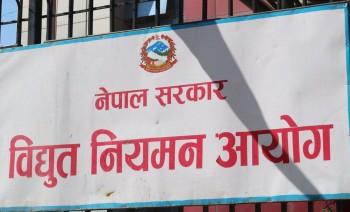 नेपाल सरकार
विद्युत नियमन आयोग